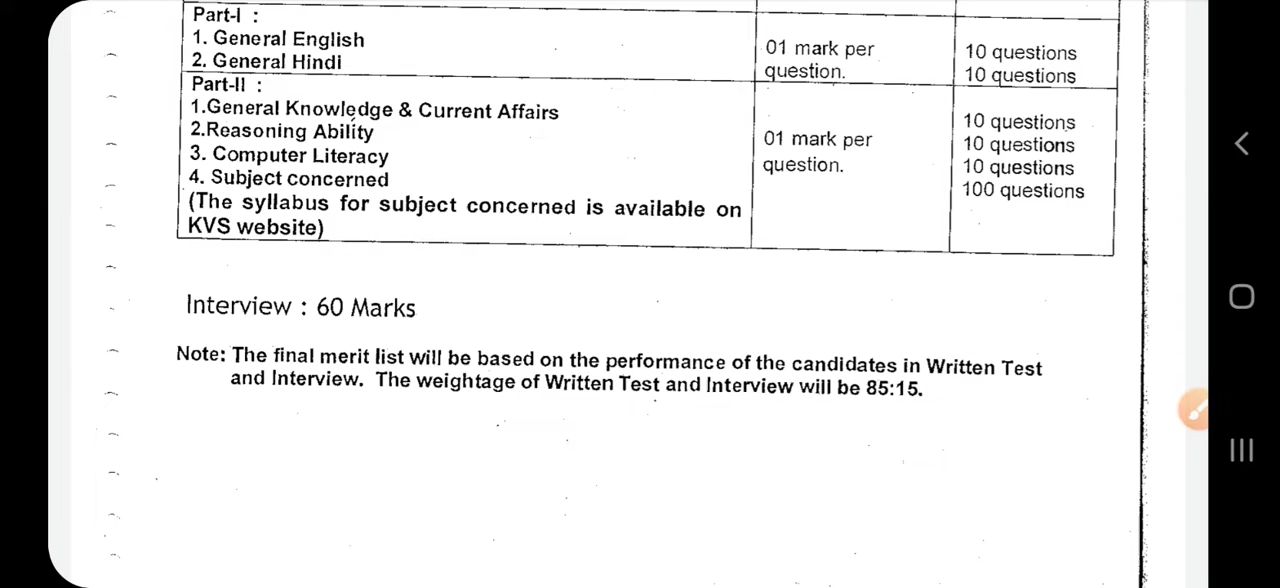 Part-I :
1. General English
2. General Hindi
01 mark per
question.
10 questions
10 questions
Part-II :
1.General Knowledge & Current Affairs
2.Reasoning Ability
3. Computer Literacy
4. Subject concerned
(The syllabus for subject concerned is available on
KVS website)
01 mark per
question.
10 questions
10 questions
10 questions
100 questions
Interview : 60 Marks
Note: The final merit list will be based on the performance of the candidates in Written Test
and Interview. The weightage of Written Test and Interview will be 85:15.